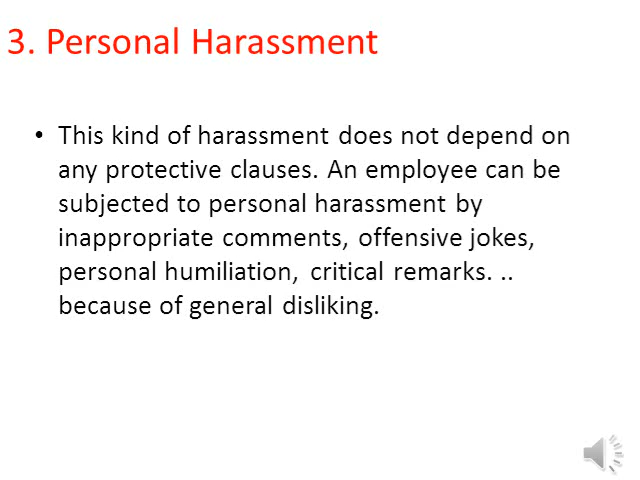 3. Personal Harassment
• This kind of harassment does not depend on
any protective clauses. An employee can be
subjected to personal harassment by
inappropriate comments, offensive jokes,
personal humiliation, critical remarks. ..
because of general disliking.